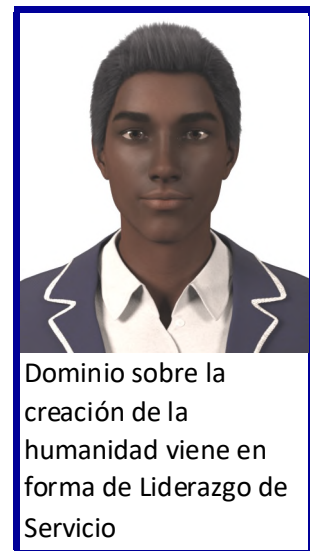 Dominio sobre la
creación de la
humanidad viene en
forma de Liderazgo de
Servicio